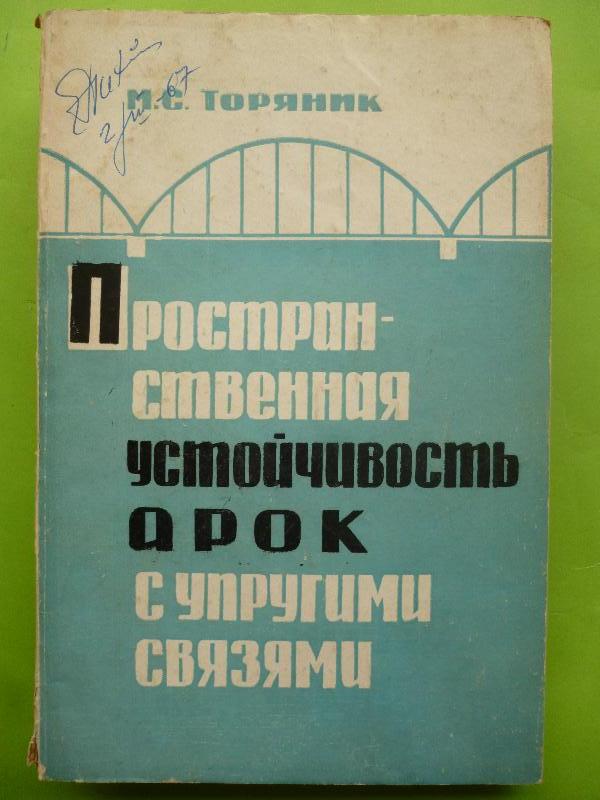 М.С. Торяник
Простран-
ственная
устойчивость
арок
с упругими
связями